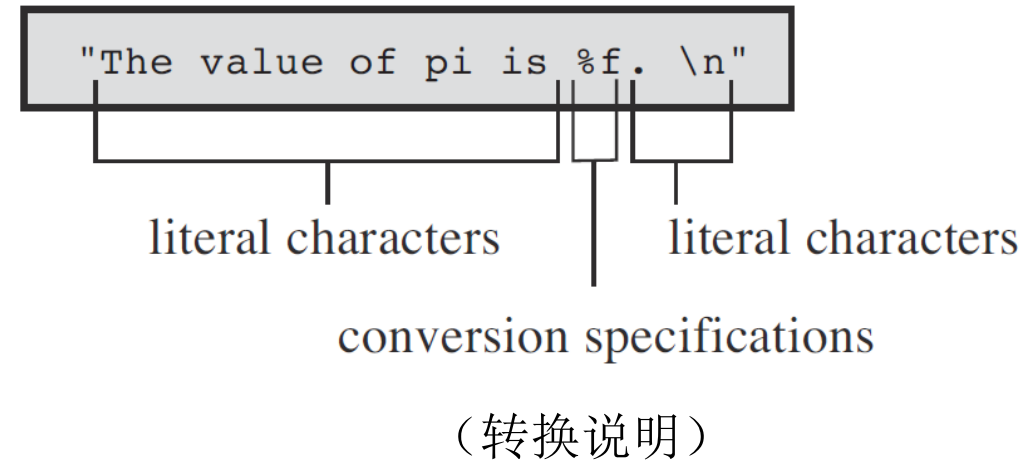 "The value of pi is %f. \n"
literal characters literal characters
conversion specifications
（转换说明）